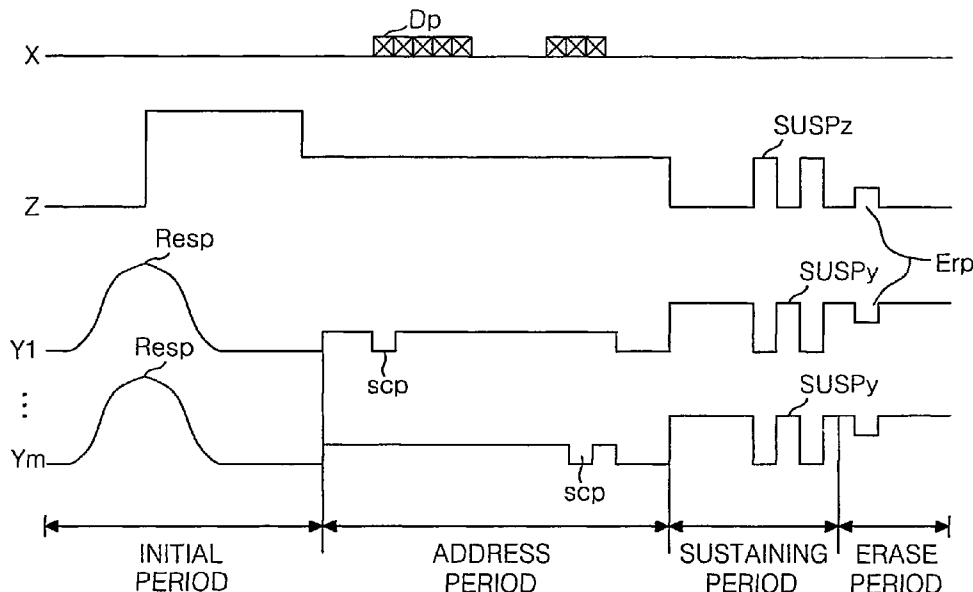 Dp
X
SUSPz
Z
Resp
Erp
SUSPy
Y1
Resp
scp
SUSPy
⋮
Ym
scp
INITIAL PERIOD
ADDRESS PERIOD
SUSTAINING PERIOD
ERASE PERIOD